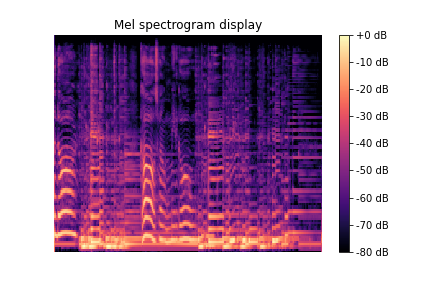 Mel spectrogram display
+0 dB
-10 dB
-20 dB
-30 dB
-40 dB
-50 dB
-60 dB
-70 dB
-80 dB